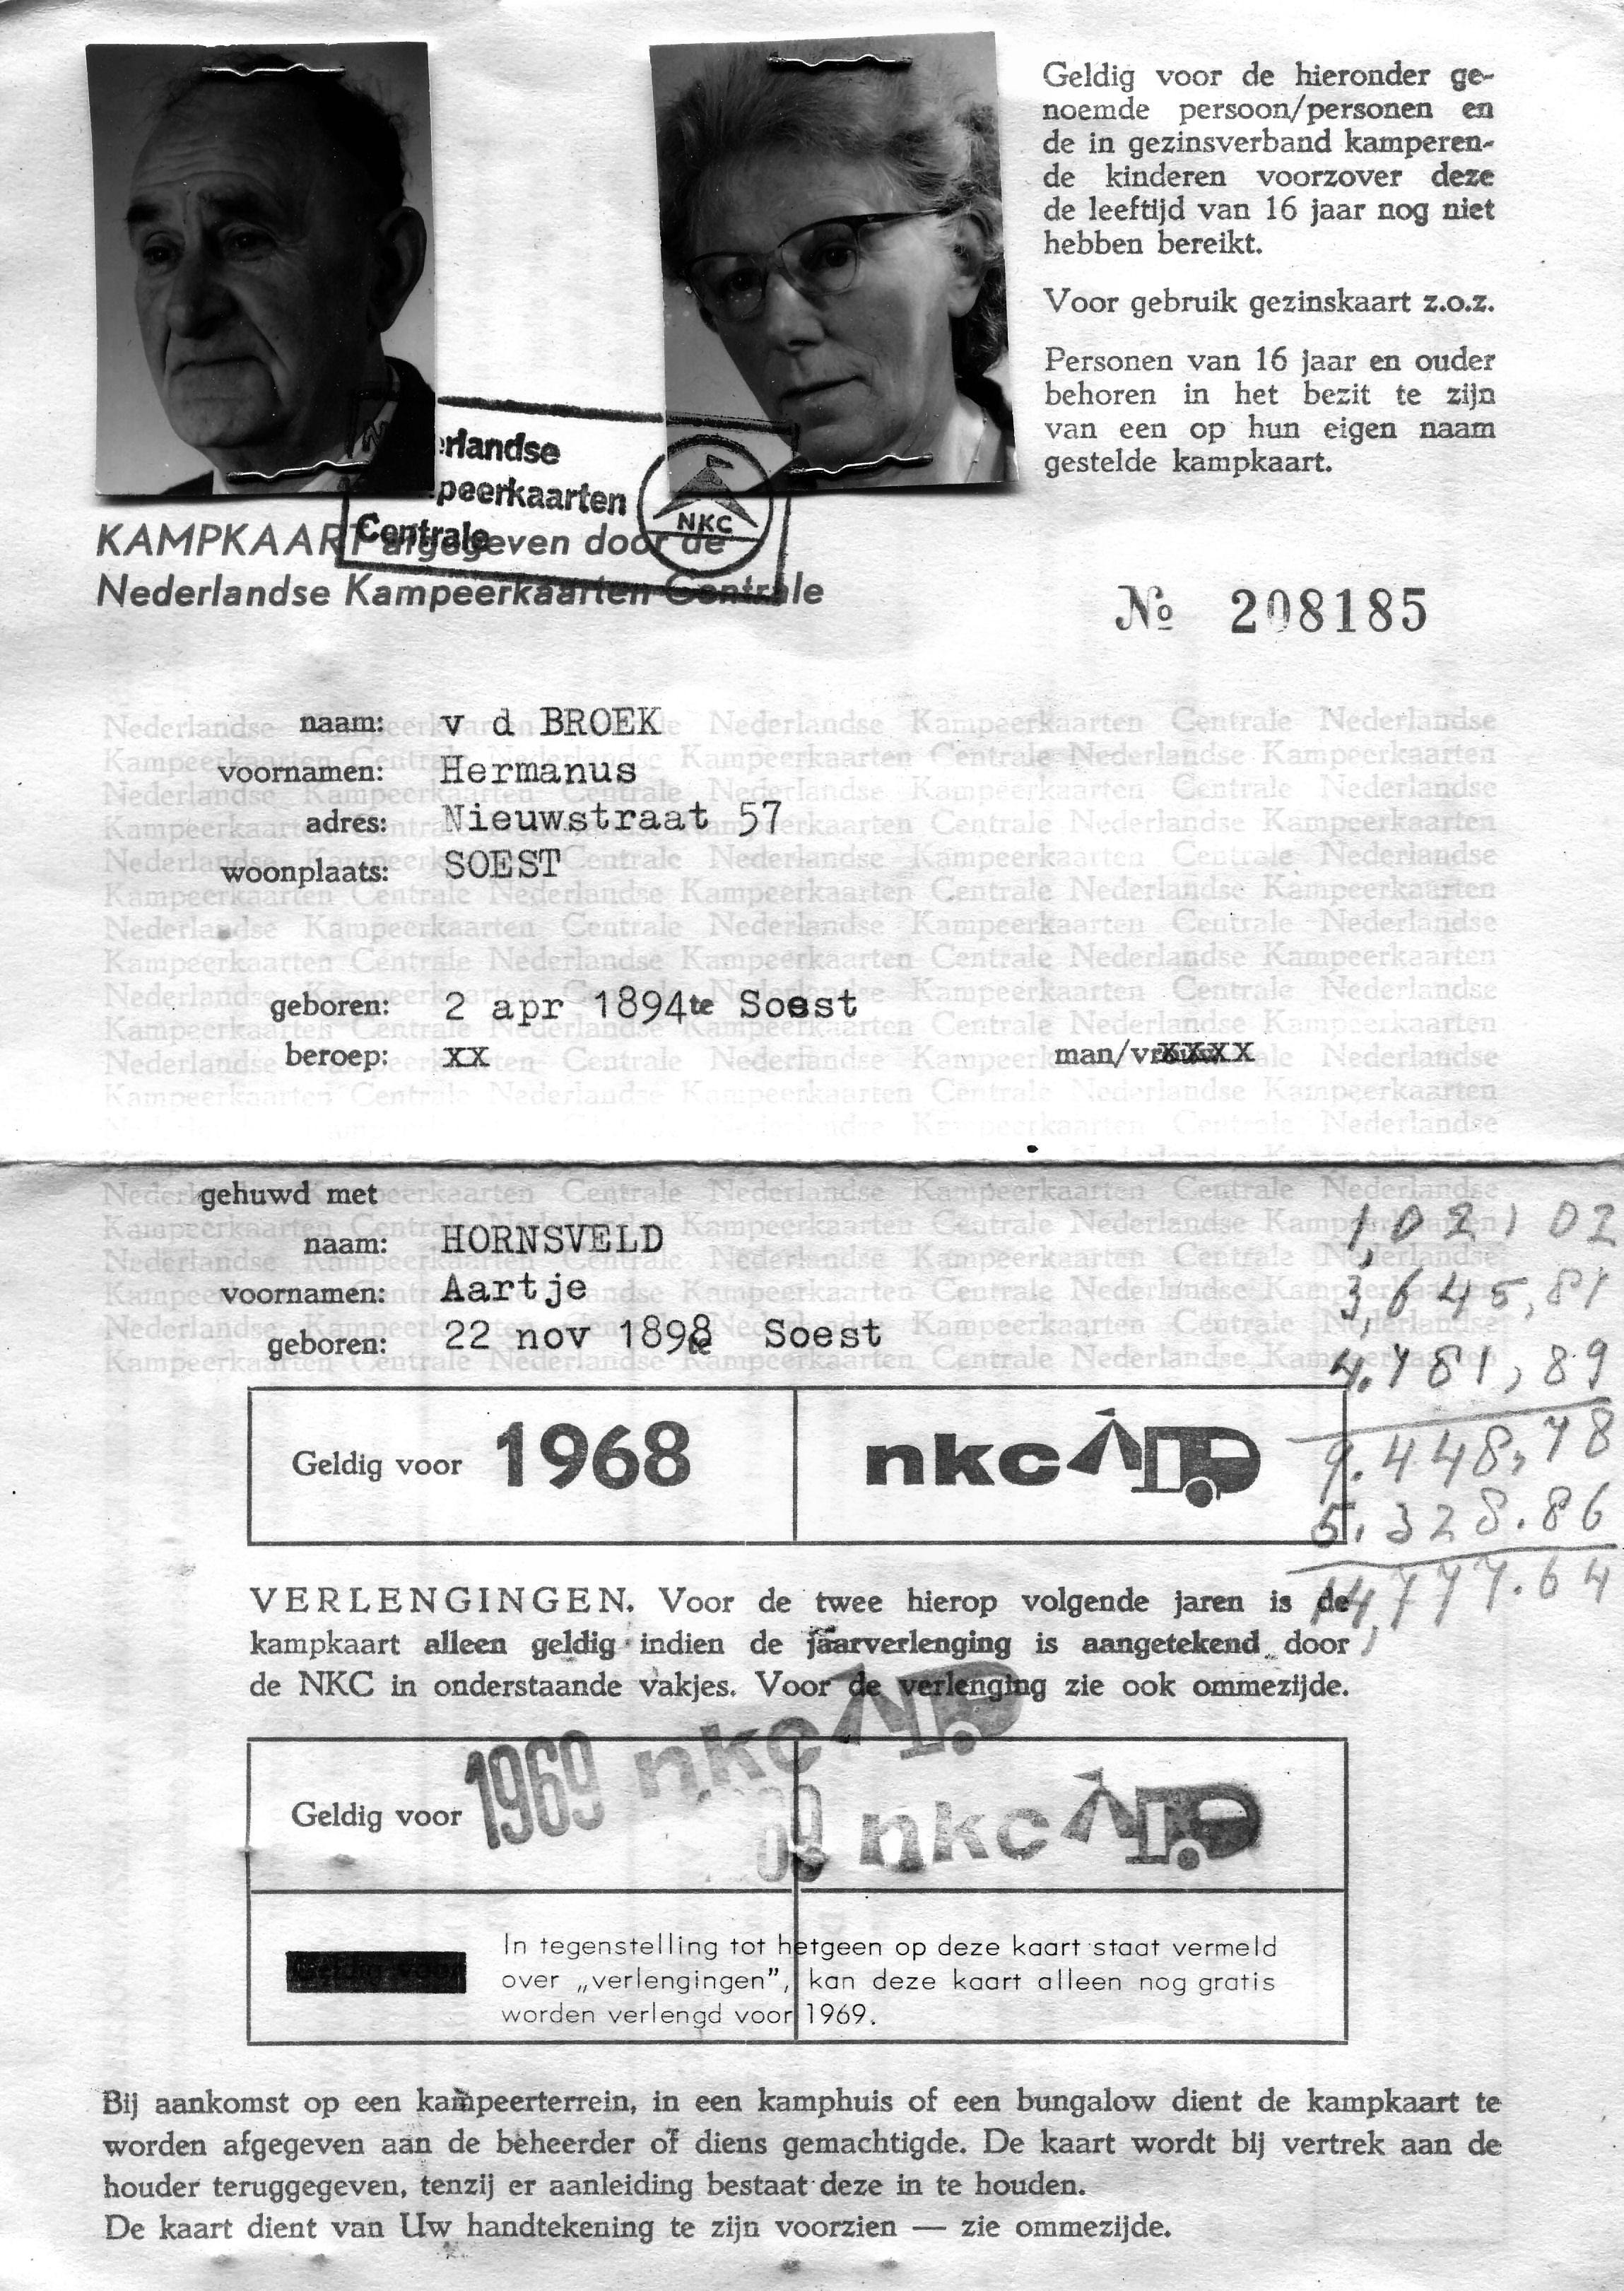 Geldig voor de hieronder ge-
noemde persoon/personen en
de in gezinsverband kamperen-
de kinderen voorzover deze
de leeftijd van 16 jaar nog niet
hebben bereikt.
Voor gebruik gezinskaart z.o.z.
Personen van 16 jaar en ouder
behoren in het bezit te zijn
van een op hun eigen naam
gestelde kampkaart.
erlandse
peerkaarten
Centrale
NKC
KAMPKAART afgegeven door de
Nederlandse Kampeerkaarten Centrale
No 208185
naam: v d BROEK
voornamen: Hermanus
adres: Nieuwstraat 57
woonplaats: SOEST
geboren: 2 apr 1894 te Soest
beroep: xx man/vrouw xxxx
gehuwd met
naam: HORNSVELD
voornamen: Aartje
geboren: 22 nov 1898 te Soest
1,021,02
3,645,81
4.781,89
9.448,78
5.328.86
14,777.64
Geldig voor 1968 nkc
VERLENGINGEN. Voor de twee hierop volgende jaren is de
kampkaart alleen geldig indien de jaarverlenging is aangetekend door
de NKC in onderstaande vakjes. Voor de verlenging zie ook ommezijde.
Geldig voor 1969 nkc
69 nkc
In tegenstelling tot hetgeen op deze kaart staat vermeld
over „verlengingen”, kan deze kaart alleen nog gratis
worden verlengd voor 1969.
Bij aankomst op een kampeerterrein, in een kamphuis of een bungalow dient de kampkaart te
worden afgegeven aan de beheerder of diens gemachtigde. De kaart wordt bij vertrek aan de
houder teruggegeven, tenzij er aanleiding bestaat deze in te houden.
De kaart dient van Uw handtekening te zijn voorzien — zie ommezijde.